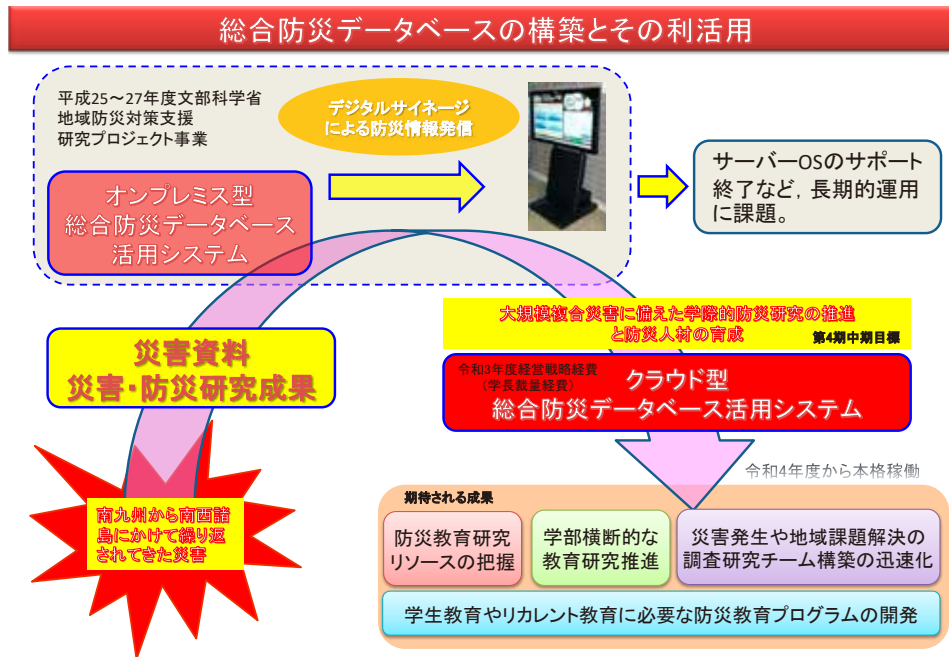 総合防災データベースの構築とその利活用
平成25～27年度文部科学省
地域防災対策支援
研究プロジェクト事業
デジタルサイネージ
による防災情報発信
オンプレミス型
総合防災データベース
活用システム
サーバーOSのサポート
終了など，長期的運用
に課題。
災害資料
災害・防災研究成果
南九州から南西諸
島にかけて繰り返
されてきた災害
大規模複合災害に備えた学際的防災研究の推進
と防災人材の育成
第4期中期目標
令和3年度経営戦略経費
（学長裁量経費）
クラウド型
総合防災データベース活用システム
令和4年度から本格稼働
期待される成果
防災教育研究
リソースの把握
学部横断的な
教育研究推進
災害発生や地域課題解決の
調査研究チーム構築の迅速化
学生教育やリカレント教育に必要な防災教育プログラムの開発